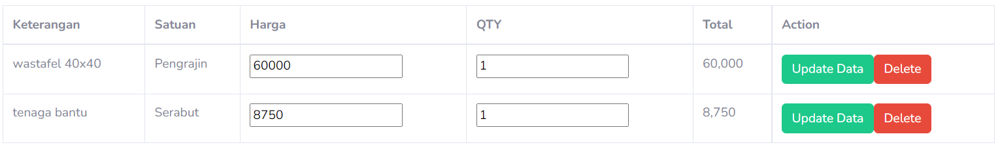 Keterangan Satuan Harga QTY Total Action
wastafel 40x40 Pengrajin 60000 1 60,000 Update Data Delete
tenaga bantu Serabut 8750 1 8,750 Update Data Delete